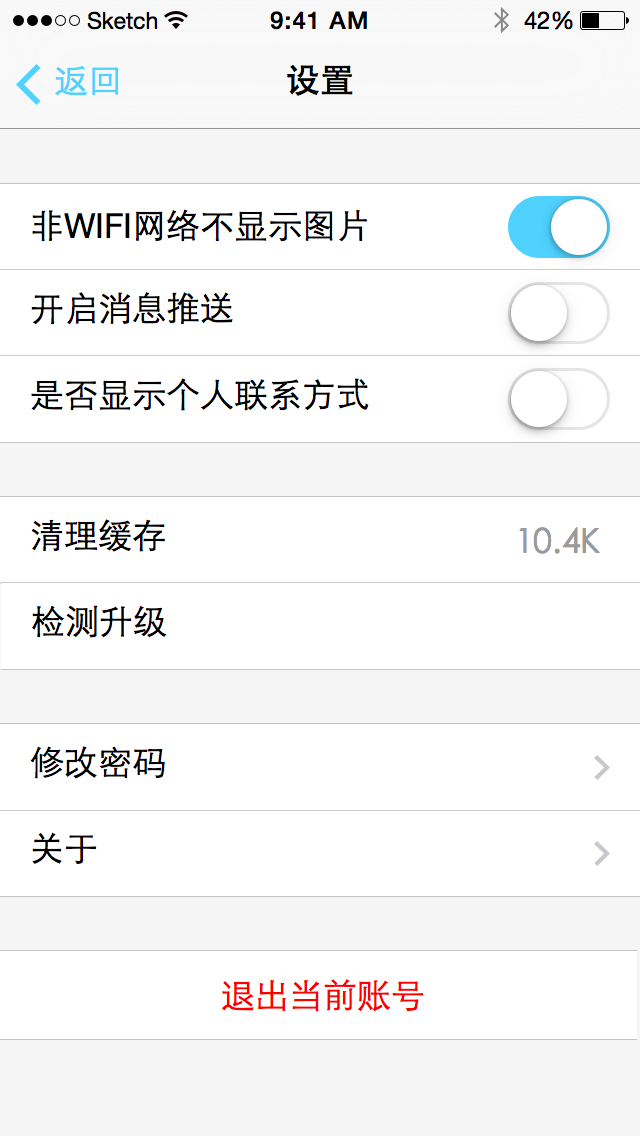 Sketch 9:41 AM 42%
返回 设置
非WIFI网络不显示图片
开启消息推送
是否显示个人联系方式
清理缓存 10.4K
检测升级
修改密码
关于
退出当前账号